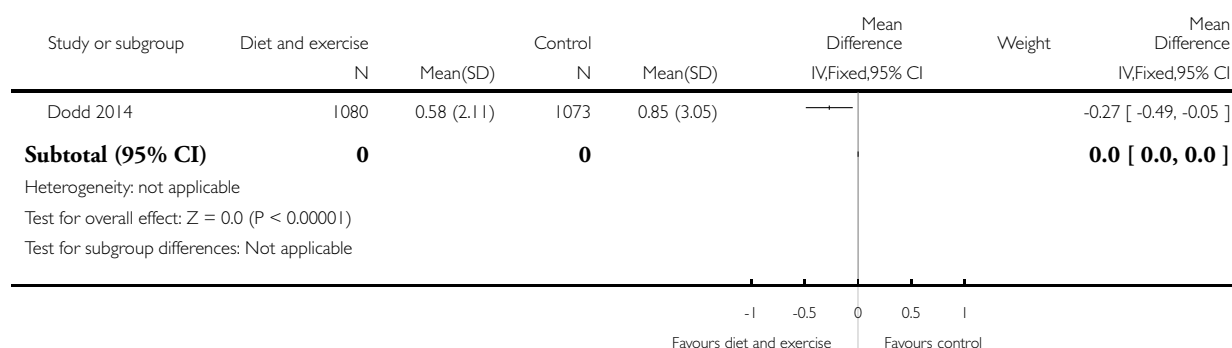 Study or subgroup Diet and exercise Control Mean Difference Weight Mean Difference
N Mean(SD) N Mean(SD) IV,Fixed,95% CI IV,Fixed,95% CI
Dodd 2014 1080 0.58 (2.11) 1073 0.85 (3.05) -0.27 [ -0.49, -0.05 ]
Subtotal (95% CI) 0 0 0.0 [ 0.0, 0.0 ]
Heterogeneity: not applicable
Test for overall effect: Z = 0.0 (P < 0.00001)
Test for subgroup differences: Not applicable
-1 -0.5 0 0.5 1
Favours diet and exercise Favours control